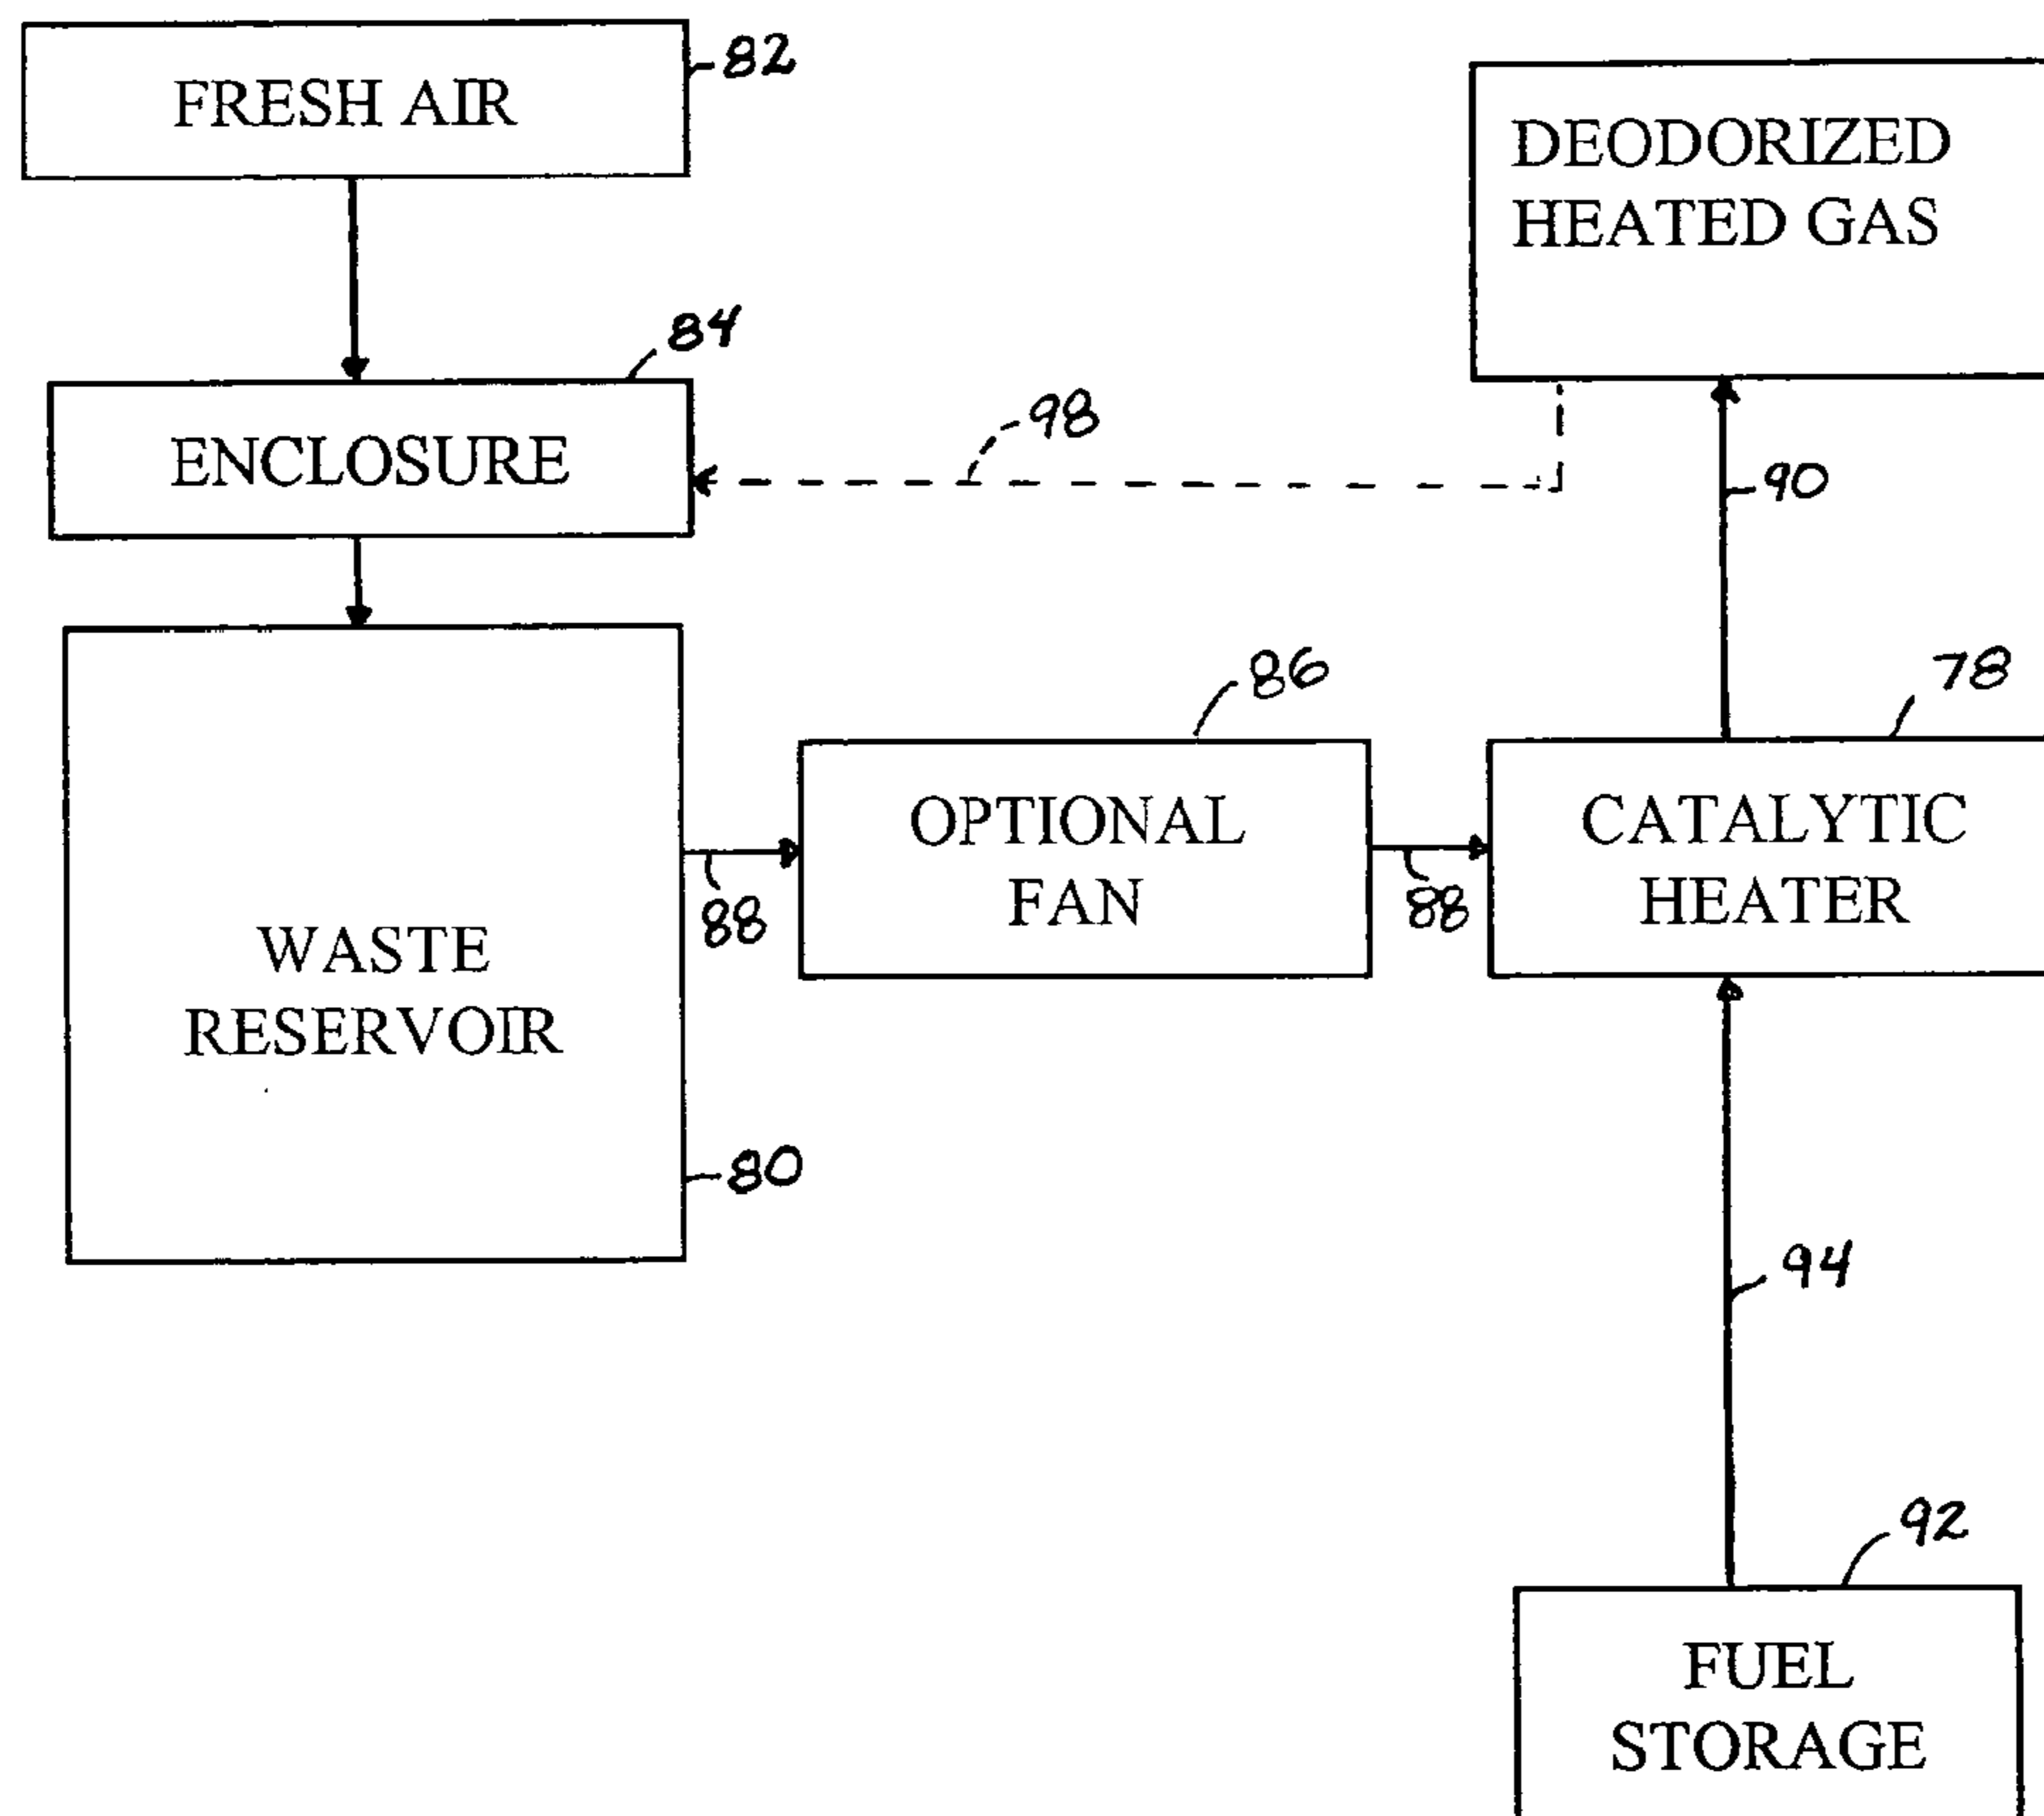 FRESH AIR
82
DEODORIZED
HEATED GAS
84
ENCLOSURE
98
90
86
78
OPTIONAL
FAN
CATALYTIC
HEATER
88
88
WASTE
RESERVOIR
80
94
92
FUEL
STORAGE